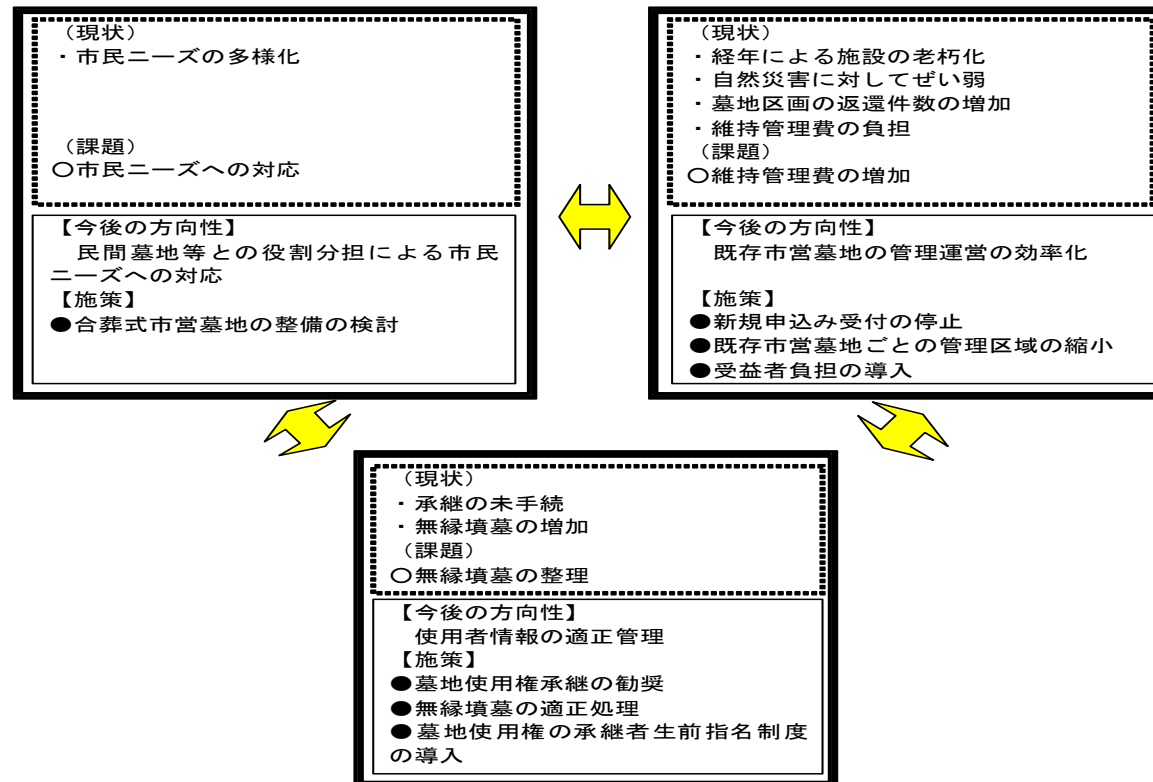 （現状）
・市民ニーズの多様化
（課題）
〇市民ニーズへの対応
【今後の方向性】
民間墓地等との役割分担による市民
ニーズへの対応
【施策】
●合葬式市営墓地の整備の検討
（現状）
・経年による施設の老朽化
・自然災害に対してぜい弱
・墓地区画の返還件数の増加
・維持管理費の負担
（課題）
〇維持管理費の増加
【今後の方向性】
既存市営墓地の管理運営の効率化
【施策】
●新規申込み受付の停止
●既存市営墓地ごとの管理区域の縮小
●受益者負担の導入
（現状）
・承継の未手続
・無縁墳墓の増加
（課題）
〇無縁墳墓の整理
【今後の方向性】
使用者情報の適正管理
【施策】
●墓地使用権承継の勧奨
●無縁墳墓の適正処理
●墓地使用権の承継者生前指名制度
の導入